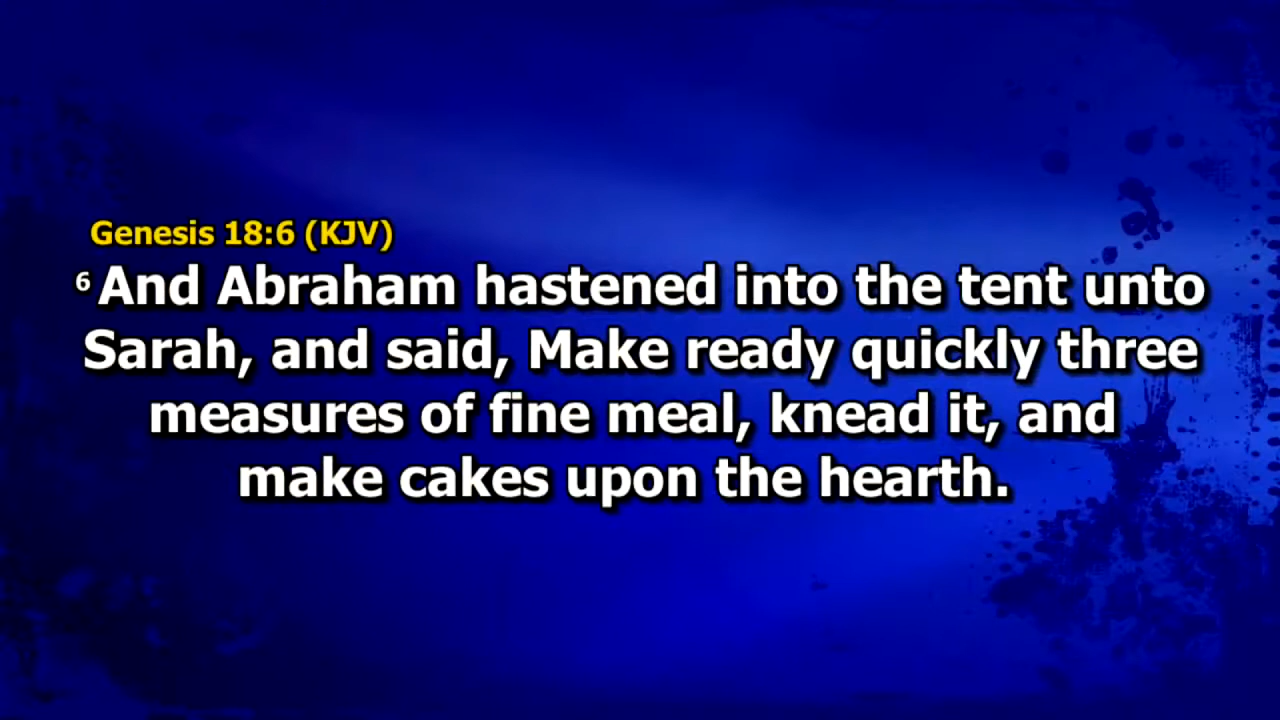 Genesis 18:6 (KJV)
6 And Abraham hastened into the tent unto
Sarah, and said, Make ready quickly three
measures of fine meal, knead it, and
make cakes upon the hearth.